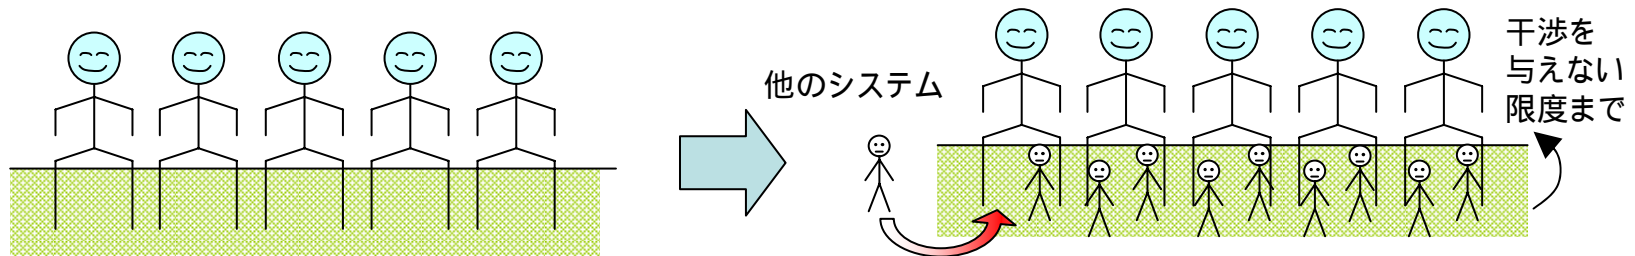 他のシステム
干渉を
与えない
限度まで